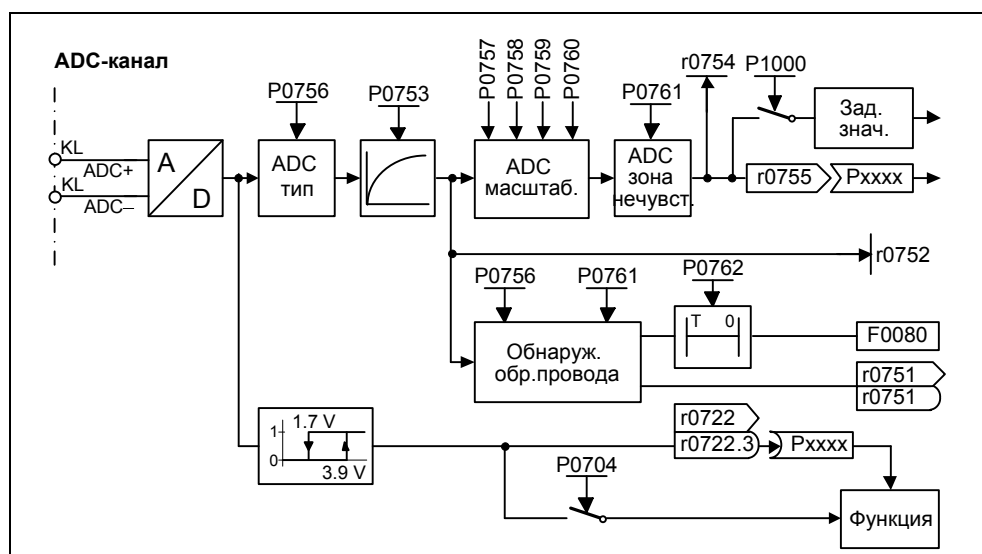 ADC-канал
P0756
P0753
P0757
P0758
P0759
P0760
P0761
r0754
P1000
KL
ADC+
KL
ADC−
A
D
ADC
тип
ADC
масштаб.
ADC
зона
нечувст.
Зад.
знач.
r0755
Pxxxx
r0752
P0756
P0761
P0762
Обнаруж.
обр.провода
T
0
F0080
r0751
r0751
1.7 V
1
0
3.9 V
r0722
r0722.3
Pxxxx
P0704
Функция